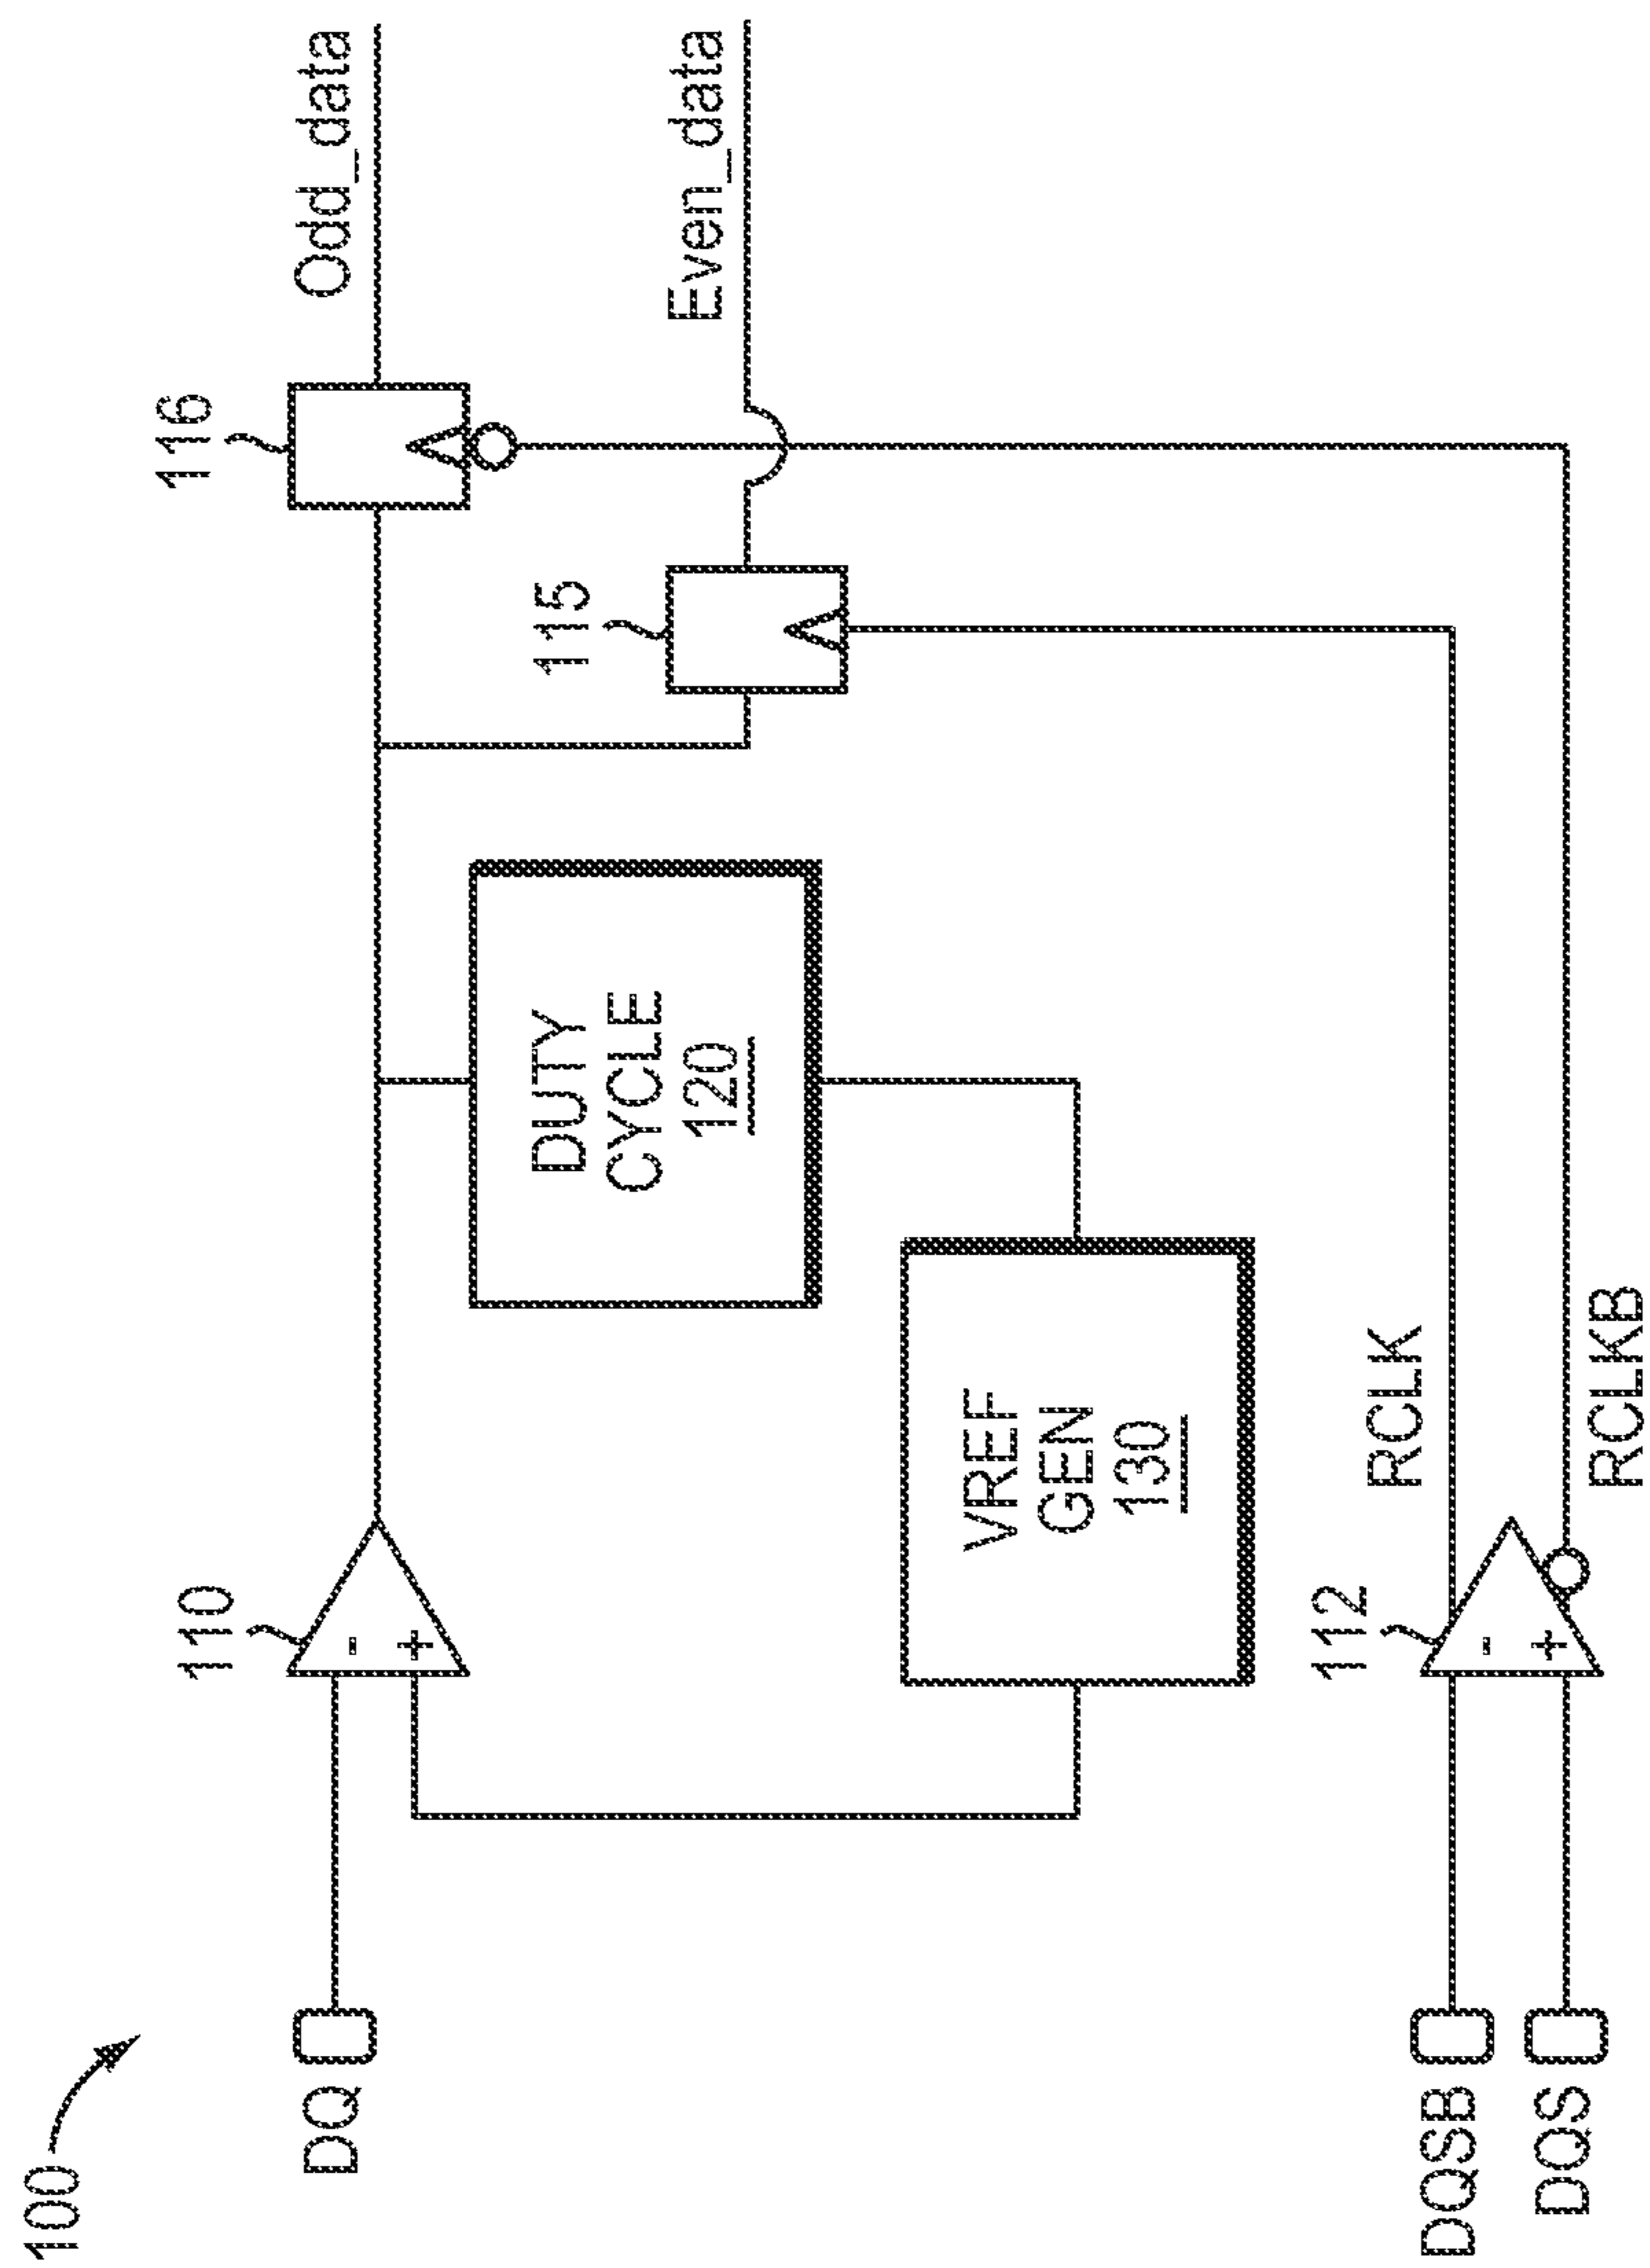 100
110
116
Odd_data
DQ
-
+
115
Even_data
DUTY
CYCLE
120
VREF
GEN
130
112
RCLK
DQSB
-
DQS
+
RCLKB